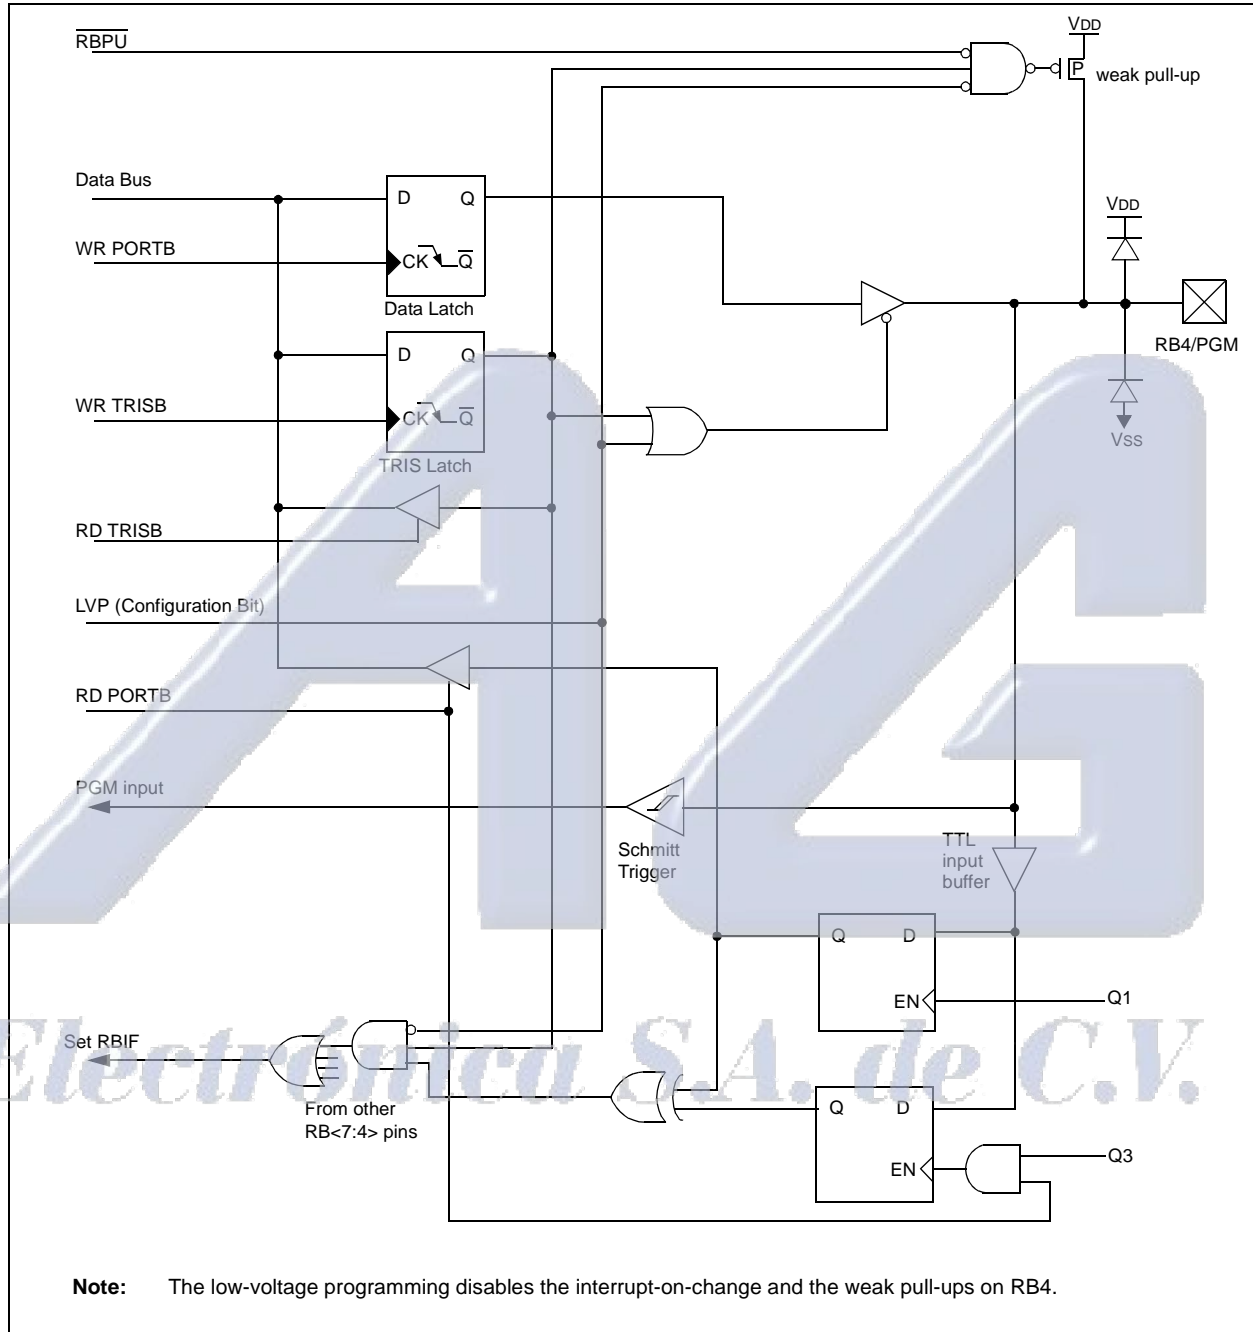 RBPU
VDD
P
weak pull-up
Data Bus
D Q
VDD
WR PORTB
CK Q
Data Latch
D Q
RB4/PGM
WR TRISB
CK Q
VSS
TRIS Latch
RD TRISB
LVP (Configuration Bit)
RD PORTB
PGM input
Schmitt
Trigger
TTL
input
buffer
Q D
EN
Q1
Set RBIF
Electrónica S.A. de C.V.
From other
RB<7:4> pins
Q D
EN
Q3
Note: The low-voltage programming disables the interrupt-on-change and the weak pull-ups on RB4.
AG